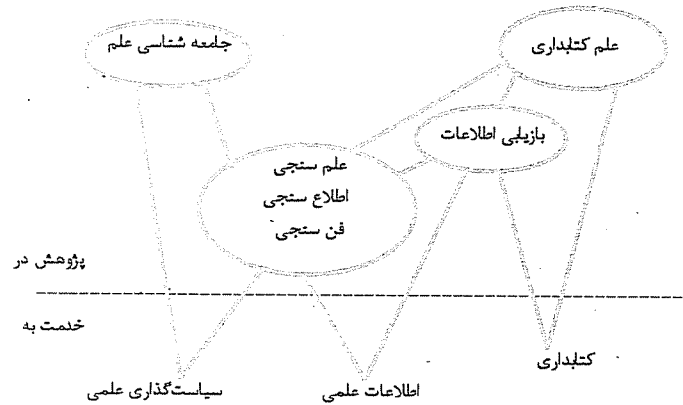 جامعه شناسی علم
علم کتابداری
بازیابی اطلاعات
علم سنجی
اطلاع سنجی
فن سنجی
پژوهش در
خدمت به
کتابداری
اطلاعات علمی
سیاست‌گذاری علمی